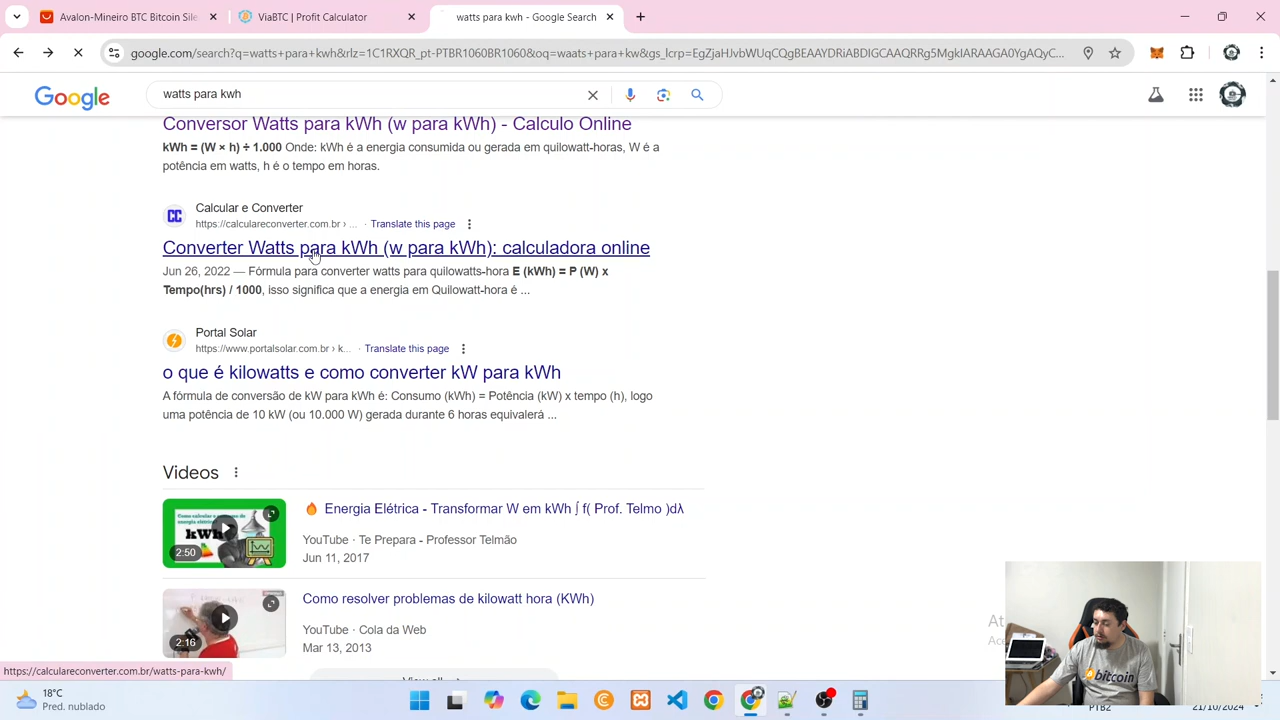 Avalon-Mineiro BTC Bitcoin Sile
ViaBTC | Profit Calculator
watts para kwh - Google Search
google.com/search?q=watts+para+kwh&rlz=1C1RXQR_pt-PTBR1060BR1060&oq=waats+para+kw&gs_lcrp=EgZjaHJvbWUqCQgBEAAYDRiABDIGCAAQRRg5MgkIARAAGA0YgAQyC...
Google
watts para kwh
Conversor Watts para kWh (w para kWh) - Calculo Online
kWh = (W × h) ÷ 1.000 Onde: kWh é a energia consumida ou gerada em quilowatt-horas, W é a
potência em watts, h é o tempo em horas.
CC
Calcular e Converter
https://calculareconverter.com.br › ... · Translate this page
Converter Watts para kWh (w para kWh): calculadora online
Jun 26, 2022 — Fórmula para converter watts para quilowatts-hora E (kWh) = P (W) x
Tempo(hrs) / 1000, isso significa que a energia em Quilowatt-hora é ...
Portal Solar
https://www.portalsolar.com.br › k... · Translate this page
o que é kilowatts e como converter kW para kWh
A fórmula de conversão de kW para kWh é: Consumo (kWh) = Potência (kW) x tempo (h), logo
uma potência de 10 kW (ou 10.000 W) gerada durante 6 horas equivalerá ...
Videos
kWh
2:50
🔥 Energia Elétrica - Transformar W em kWh ∫ f( Prof. Telmo )dλ
YouTube · Te Prepara - Professor Telmão
Jun 11, 2017
2:16
Como resolver problemas de kilowatt hora (KWh)
YouTube · Cola da Web
Mar 13, 2013
https://calculareconverter.com.br/watts-para-kwh/
bitcoin
18°C
Pred. nublado
PTB2
21/10/2024